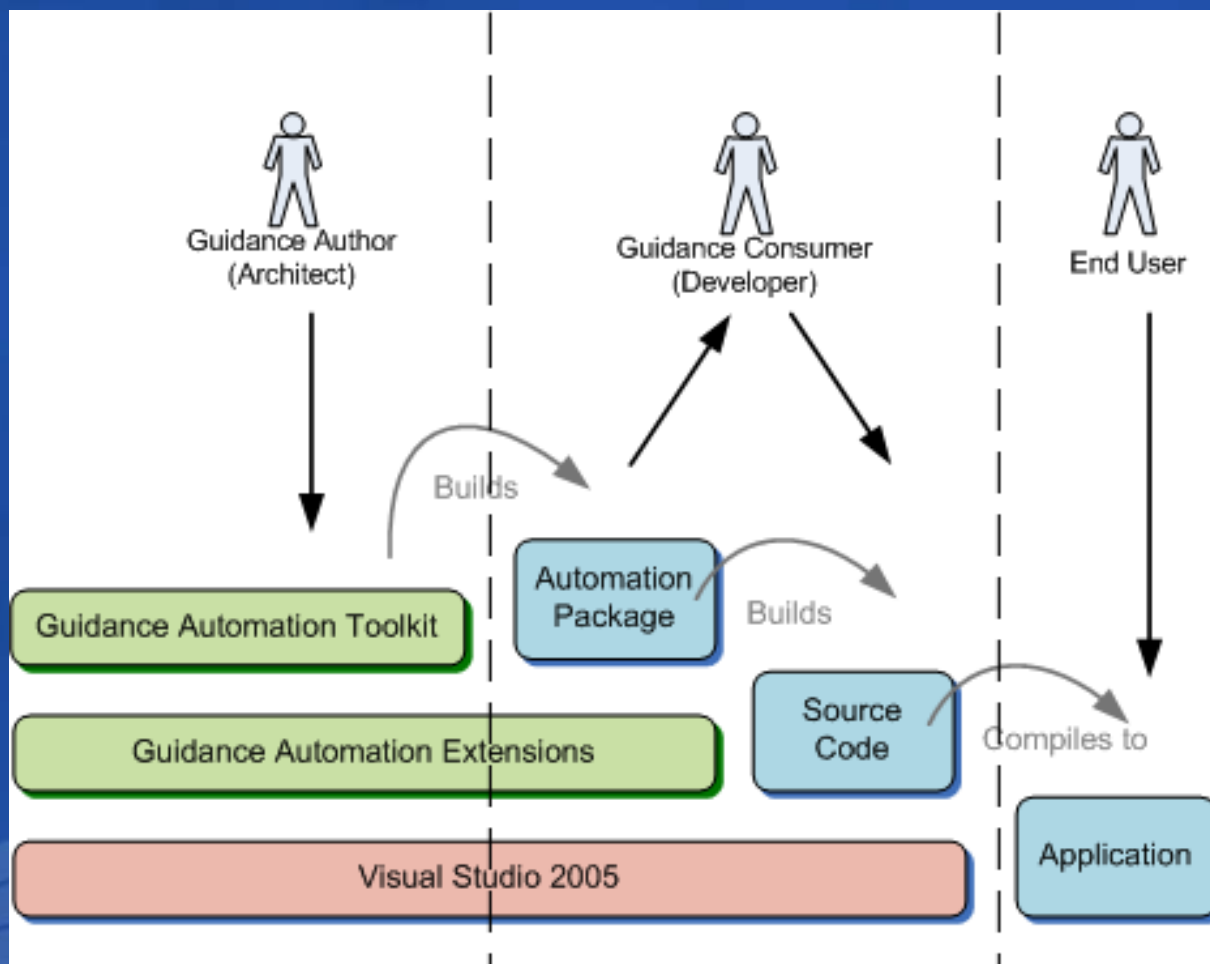 Guidance Author
(Architect)
Guidance Consumer
(Developer)
End User
Builds
Automation
Package
Builds
Guidance Automation Toolkit
Source
Code
Compiles to
Guidance Automation Extensions
Application
Visual Studio 2005